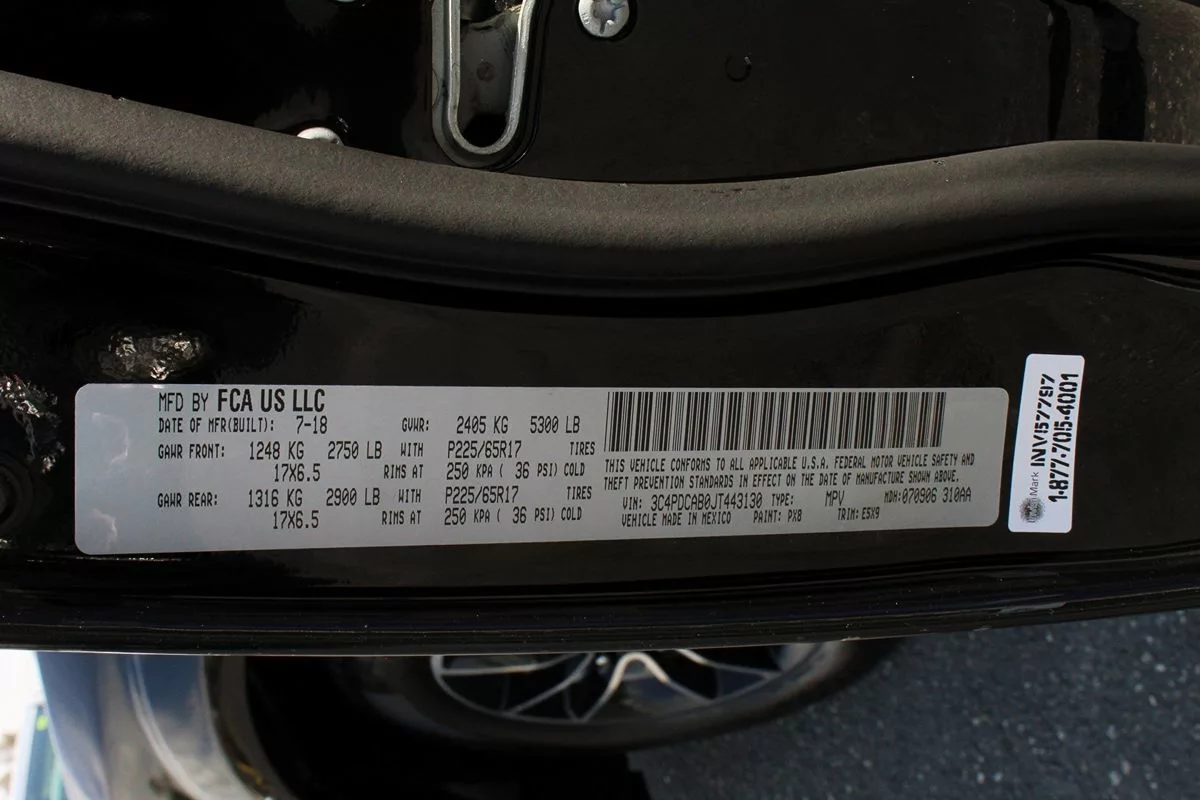 MFD BY FCA US LLC
DATE OF MFR(BUILT): 7-18 GVWR: 2405 KG 5300 LB
GAWR FRONT: 1248 KG 2750 LB WITH P225/65R17 TIRES
17X6.5 RIMS AT 250 KPA ( 36 PSI) COLD
GAWR REAR: 1316 KG 2900 LB WITH P225/65R17 TIRES
17X6.5 RIMS AT 250 KPA ( 36 PSI) COLD
THIS VEHICLE CONFORMS TO ALL APPLICABLE U.S.A. FEDERAL MOTOR VEHICLE SAFETY AND
THEFT PREVENTION STANDARDS IN EFFECT ON THE DATE OF MANUFACTURE SHOWN ABOVE.
VIN: 3C4PDCAB0JT443130 TYPE: MPV MDH:070906 310AA
VEHICLE MADE IN MEXICO PAINT: PX8 TRIM: E5X9
Mark INVI57797
1-877-705-4001